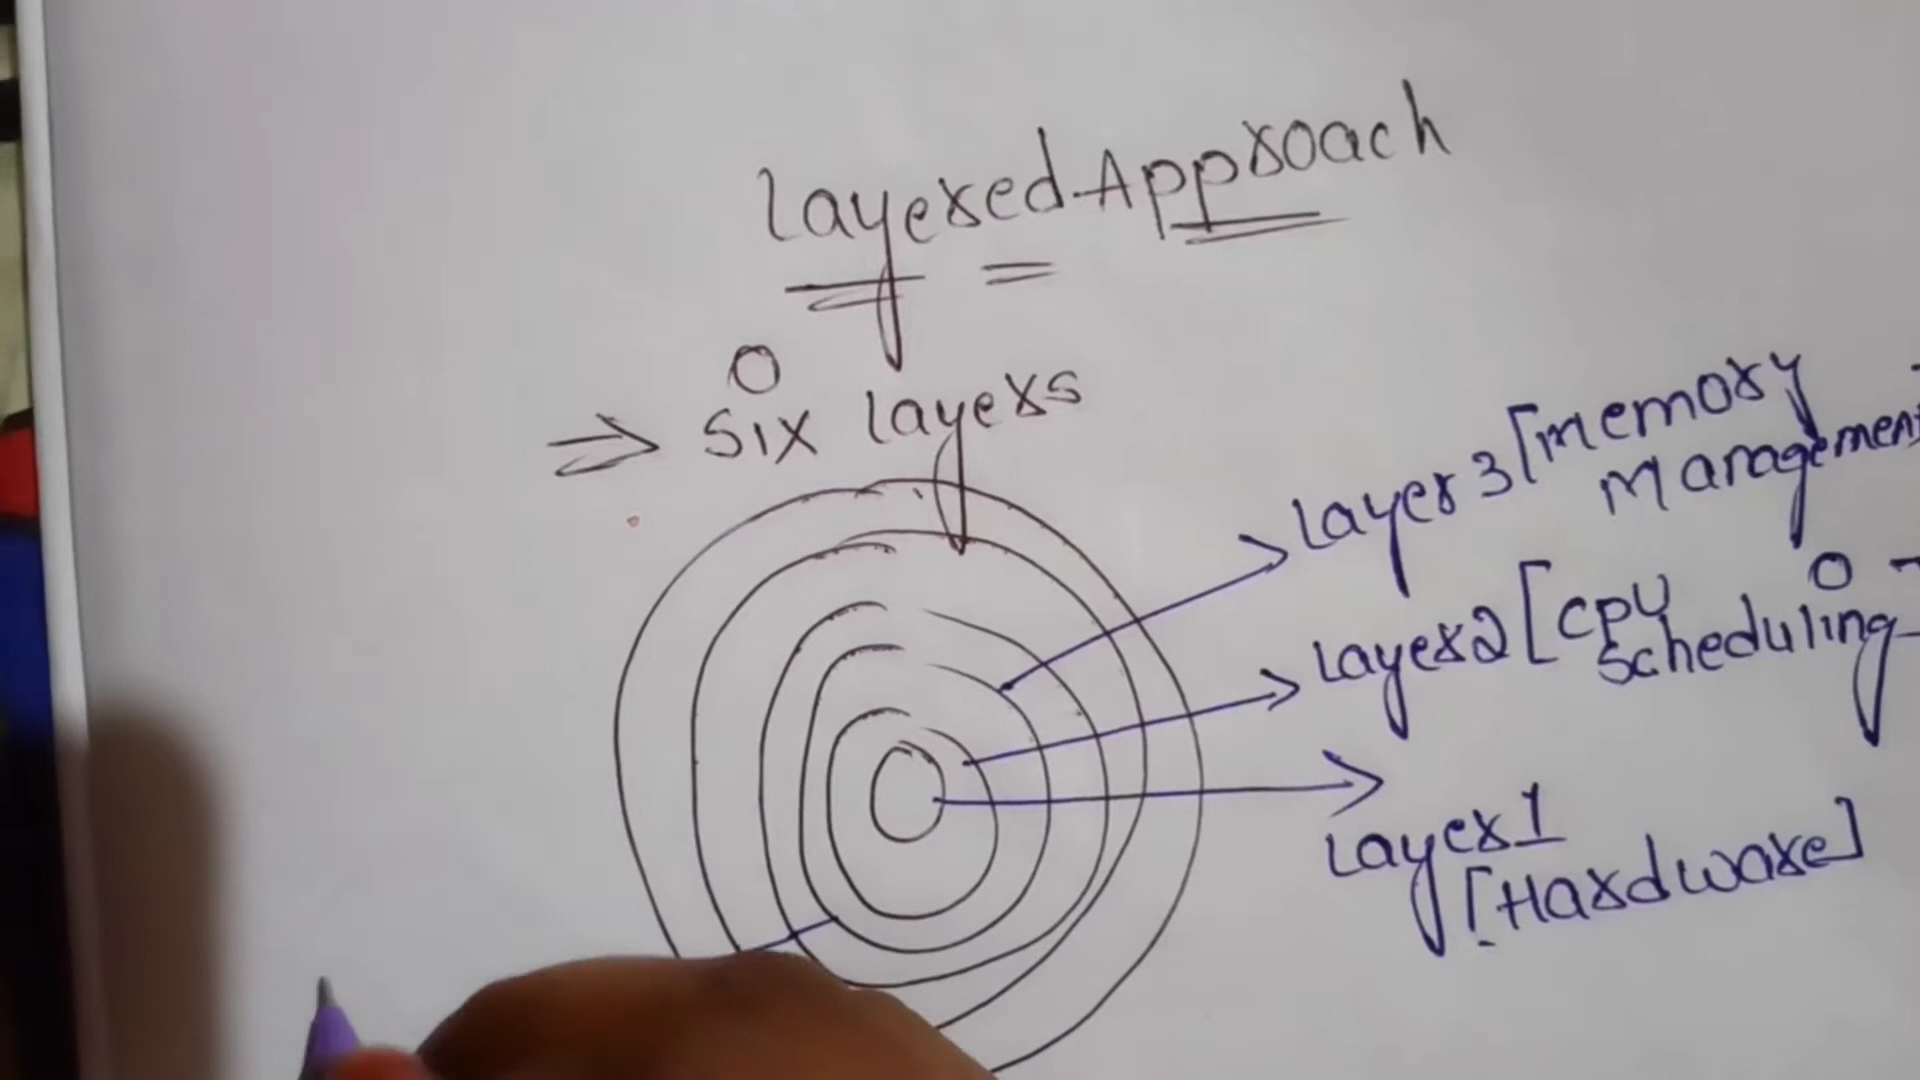 Layered Approach
⇒ Six layers
Layer 3 [Memory
Management
Layer 2 [CPU
Scheduling
Layer 1
[Hardware]